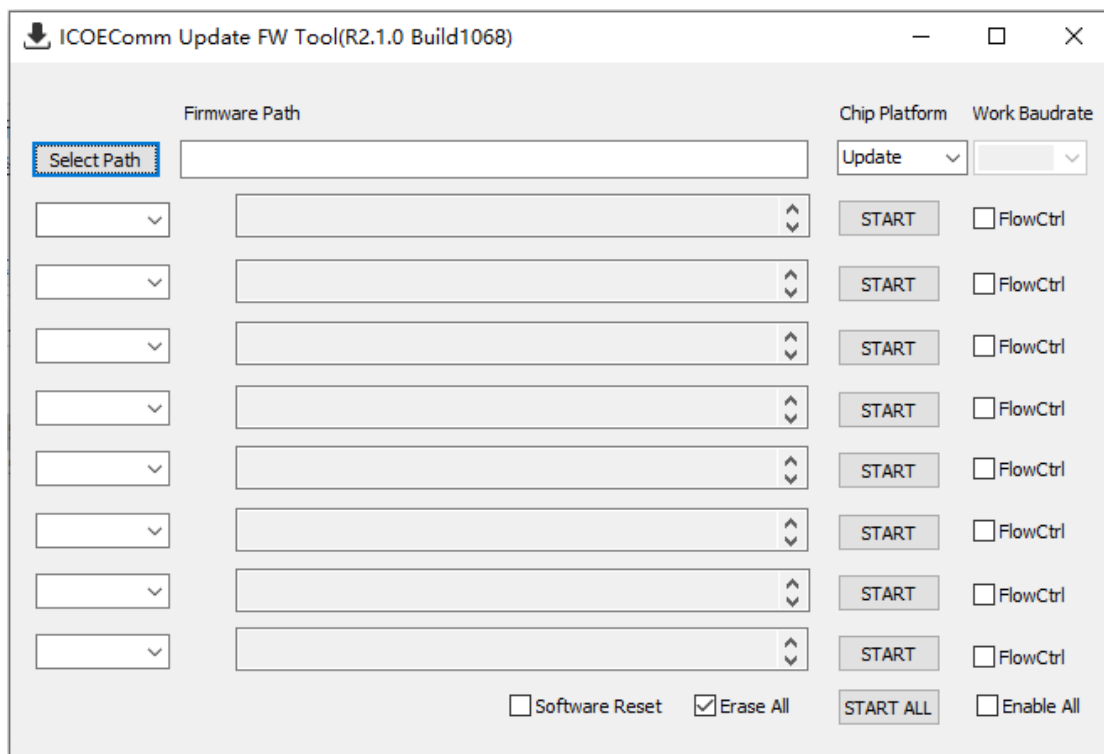 ICOEComm Update FW Tool(R2.1.0 Build1068)
Firmware Path Chip Platform Work Baudrate
Select Path Update
START FlowCtrl
START FlowCtrl
START FlowCtrl
START FlowCtrl
START FlowCtrl
START FlowCtrl
START FlowCtrl
START FlowCtrl
Software Reset Erase All START ALL Enable All